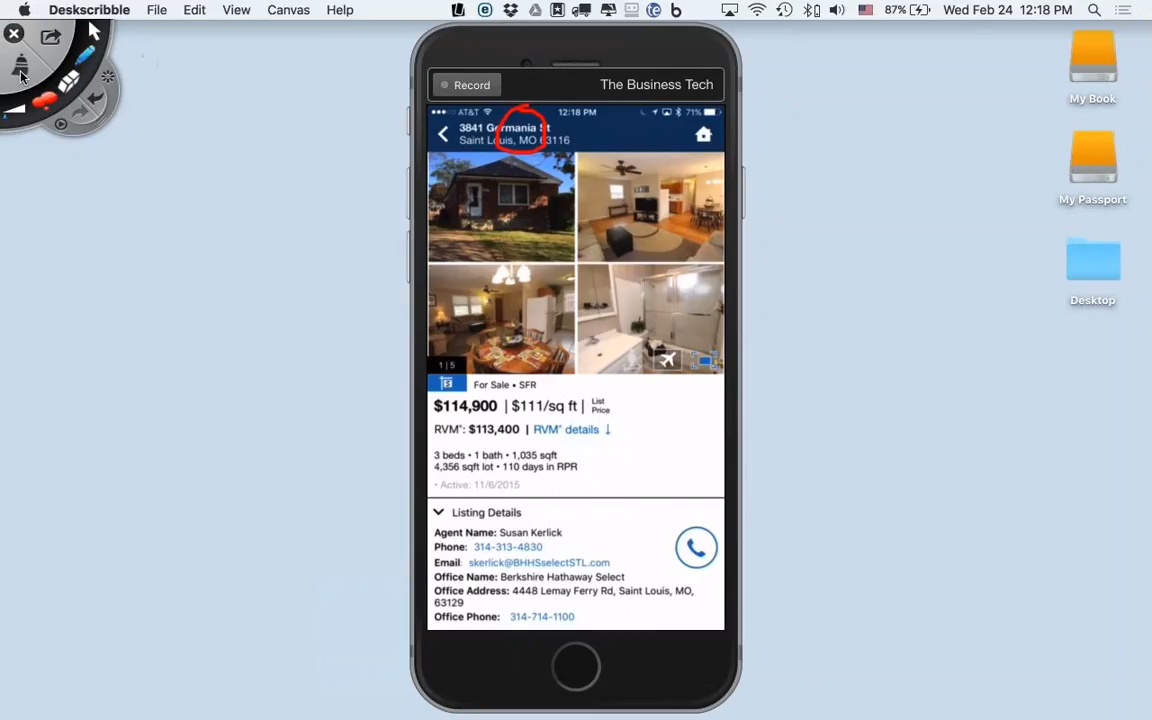 Deskscribble File Edit View Canvas Help 87% Wed Feb 24 12:18 PM
My Book
My Passport
Desktop
Record The Business Tech
AT&T 12:18 PM 71%
3841 Germania St
Saint Louis, MO 63116
1|5
For Sale • SFR
$114,900 | $111/sq ft | List Price
RVM®: $113,400 | RVM® details ↓
3 beds • 1 bath • 1,035 sqft
4,356 sqft lot • 110 days in RPR
• Active: 11/6/2015
Listing Details
Agent Name: Susan Kerlick
Phone: 314-313-4830
Email: skerlick@BHHSselectSTL.com
Office Name: Berkshire Hathaway Select
Office Address: 4448 Lemay Ferry Rd, Saint Louis, MO,
63129
Office Phone: 314-714-1100